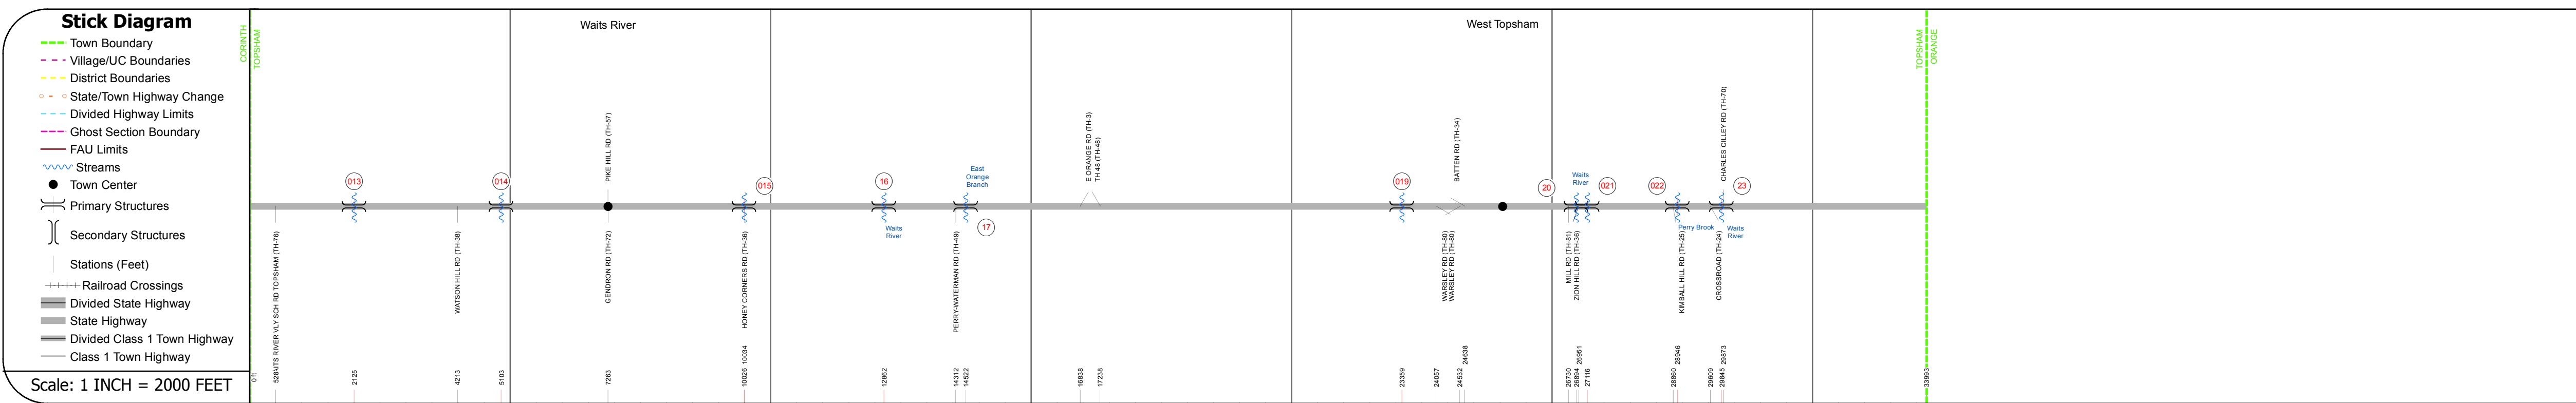 Stick Diagram
Town Boundary
Village/UC Boundaries
District Boundaries
State/Town Highway Change
Divided Highway Limits
Ghost Section Boundary
FAU Limits
Streams
Town Center
Primary Structures
Secondary Structures
Stations (Feet)
Railroad Crossings
Divided State Highway
State Highway
Divided Class 1 Town Highway
Class 1 Town Highway
Scale: 1 INCH = 2000 FEET
CORINTH
TOPSHAM
Waits River
West Topsham
TOPSHAM
ORANGE
PIKE HILL RD (TH-57)
E ORANGE RD (TH-3)
TH 448 (TH-48)
BATTEN RD (TH-34)
CHARLES CILLEY RD (TH-70)
013
014
015
16
East
Orange
Branch
17
Waits
River
019
20
Waits
River
021
022
23
Perry Brook
Waits
River
ITS RIVER VLY SCH RD TOPSHAM (TH-76)
WATSON HILL RD (TH-38)
GENDRON RD (TH-72)
HONEY CORNERS RD (TH-36)
PERRY-WATERMAN RD (TH-49)
WARSLEY RD (TH-80)
WARSLEY RD (TH-80)
MILL RD (TH-81)
ZION HILL RD (TH-36)
KIMBALL HILL RD (TH-25)
CROSSROAD (TH-24)
0 ft
528
2125
4213
5103
7263
10026
10034
12862
14312
14522
16838
17238
23359
24057
24532
24638
26730
26894
26951
27116
28860
28946
29609
29845
29873
33993